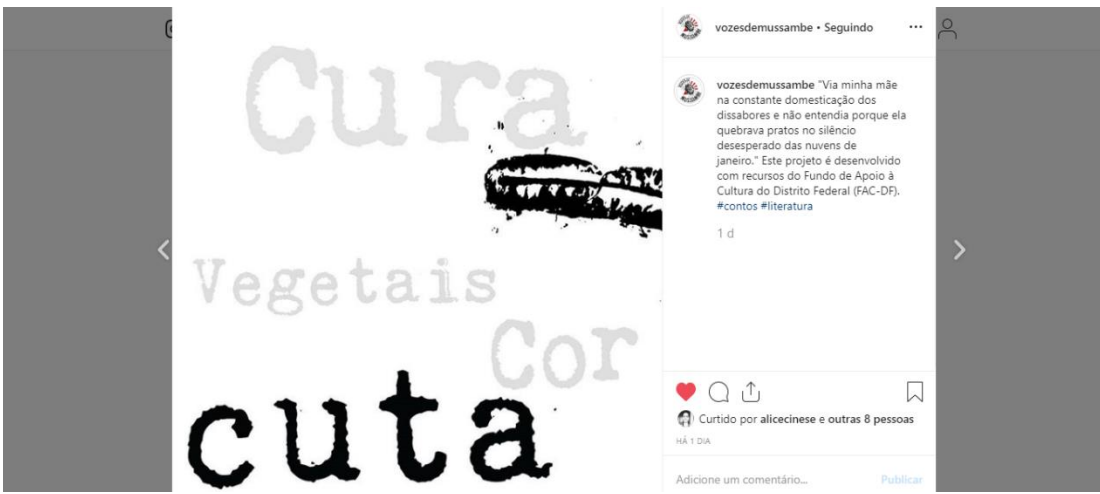 Cura
Vegetais
Cor
cuta
vozesdemussambe • Seguindo
vozesdemussambe "Via minha mãe
na constante domesticação dos
dissabores e não entendia porque ela
quebrava pratos no silêncio
desesperado das nuvens de
janeiro." Este projeto é desenvolvido
com recursos do Fundo de Apoio à
Cultura do Distrito Federal (FAC-DF).
#contos #literatura
1 d
Curtido por alicecinese e outras 8 pessoas
HÁ 1 DIA
Adicione um comentário...
Publicar